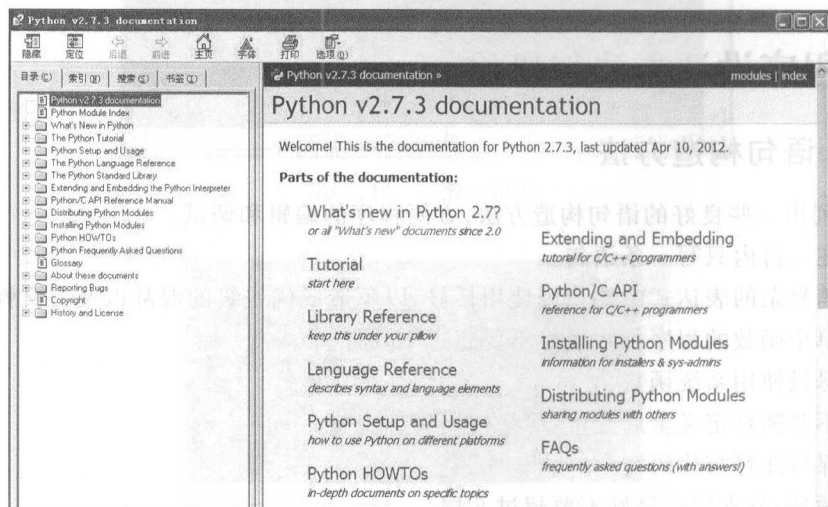 Python v2.7.3 documentation
隐藏 定位 后退 前进 主页 字体 打印 选项(O)
目录(C) 索引(N) 搜索(S) 书签(I)
Python v2.7.3 documentation
Python Module Index
What's New in Python
The Python Tutorial
Python Setup and Usage
The Python Language Reference
The Python Standard Library
Extending and Embedding the Python Interpreter
Python/C API Reference Manual
Distributing Python Modules
Installing Python Modules
Python HOWTOs
Python Frequently Asked Questions
Glossary
About these documents
Reporting Bugs
Copyright
History and License
Python v2.7.3 documentation »
modules | index
Python v2.7.3 documentation
Welcome! This is the documentation for Python 2.7.3, last updated Apr 10, 2012.
Parts of the documentation:
What's new in Python 2.7?
or all "What's new" documents since 2.0
Tutorial
start here
Library Reference
keep this under your pillow
Language Reference
describes syntax and language elements
Python Setup and Usage
how to use Python on different platforms
Python HOWTOs
in-depth documents on specific topics
Extending and Embedding
tutorial for C/C++ programmers
Python/C API
reference for C/C++ programmers
Installing Python Modules
information for installers & sys-admins
Distributing Python Modules
sharing modules with others
FAQs
frequently asked questions (with answers!)